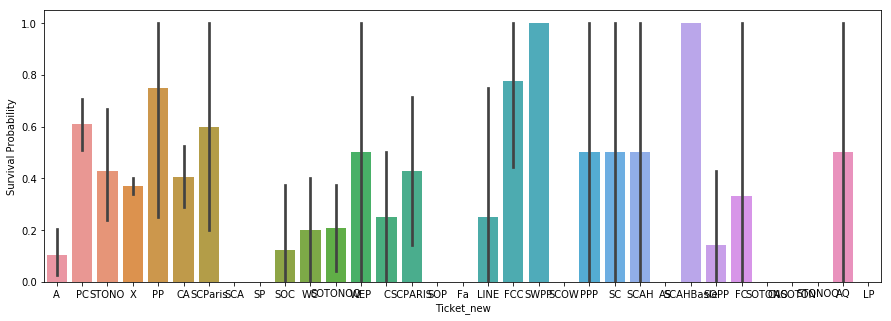 Survival Probability
1.0
0.8
0.6
0.4
0.2
0.0
A PC STONO X PP CA SCParis SCA SP SOC WC SOTONOQ WEP C SCPARIS SOP Fa LINE FCC SWPP SCOW PPP SC SCAH AS SCAHBasle SOPP FC CASOTON STONOQ AQ LP
Ticket_new